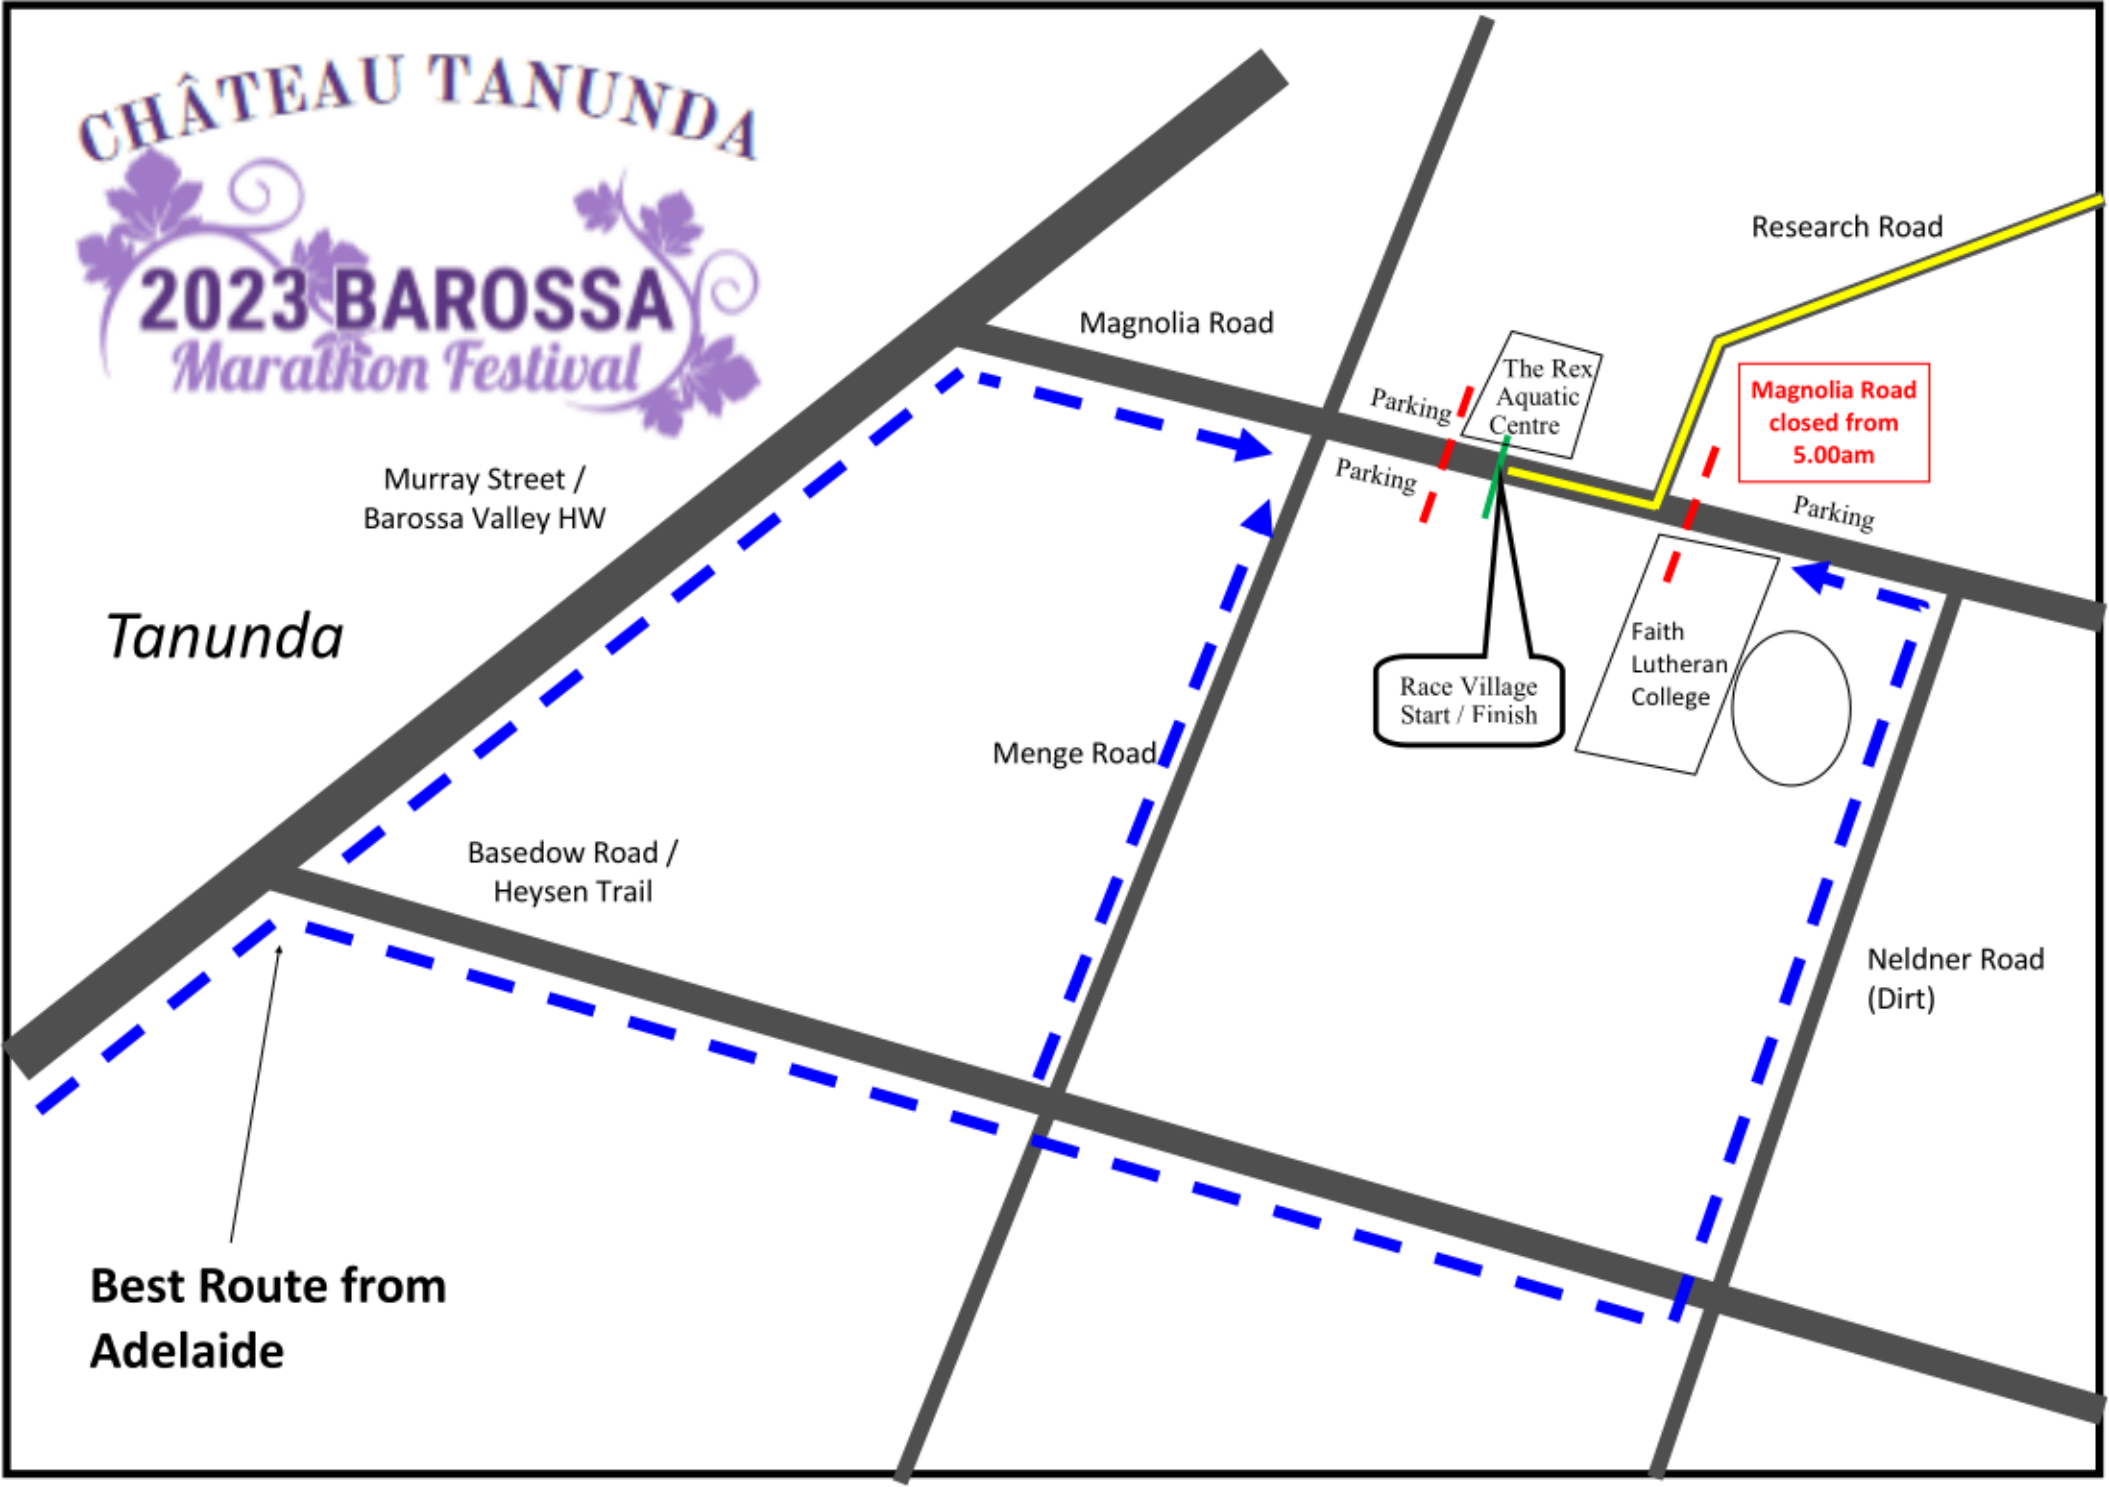 CHÂTEAU TANUNDA
2023 BAROSSA
Marathon Festival
Research Road
Magnolia Road
The Rex
Aquatic
Centre
Parking
Magnolia Road
closed from
5.00am
Parking
Parking
Murray Street /
Barossa Valley HW
Tanunda
Faith
Lutheran
College
Race Village
Start / Finish
Menge Road
Basedow Road /
Heysen Trail
Neldner Road
(Dirt)
Best Route from
Adelaide